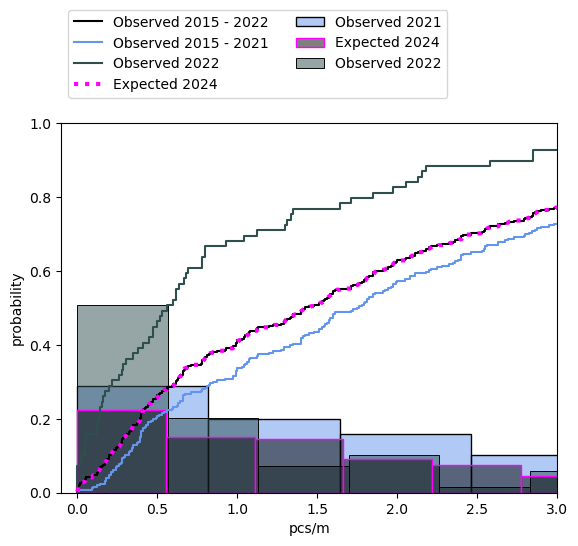 Observed 2015 - 2022
Observed 2015 - 2021
Observed 2022
Expected 2024
Observed 2021
Expected 2024
Observed 2022
1.0
0.8
0.6
0.4
0.2
0.0
probability
0.0 0.5 1.0 1.5 2.0 2.5 3.0
pcs/m